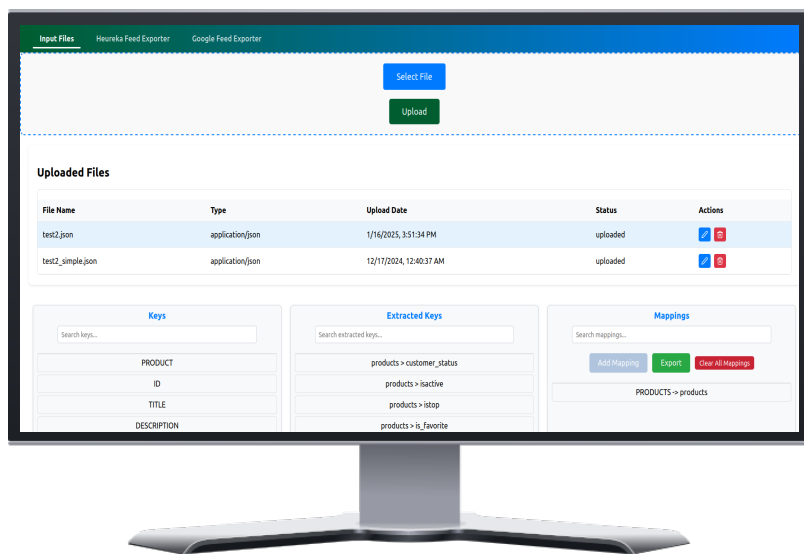 Input Files Heureka Feed Exporter Google Feed Exporter
Select File
Upload
Uploaded Files
File Name Type Upload Date Status Actions
test2.json application/json 1/16/2025, 3:51:34 PM uploaded
test2_simple.json application/json 12/17/2024, 12:40:37 AM uploaded
Keys
Search keys...
PRODUCT
ID
TITLE
DESCRIPTION
Extracted Keys
Search extracted keys...
products > customer_status
products > isactive
products > istop
products > is_favorite
Mappings
Search mappings...
Add Mapping Export Clear All Mappings
PRODUCTS -> products